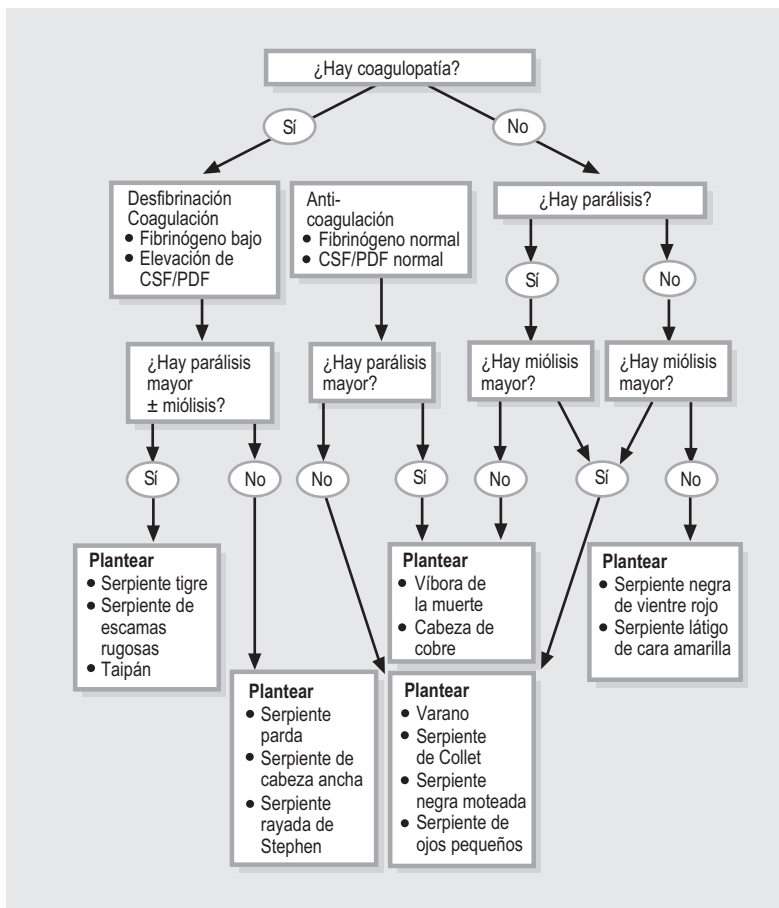 ¿Hay coagulopatía?
Sí
No
Desfibrinación
Coagulación
• Fibrinógeno bajo
• Elevación de
CSF/PDF
Anti-
coagulación
• Fibrinógeno normal
• CSF/PDF normal
¿Hay parálisis?
Sí
No
¿Hay parálisis
mayor
± miólisis?
¿Hay parálisis
mayor?
¿Hay miólisis
mayor?
¿Hay miólisis
mayor?
Sí
No
No
Sí
No
Sí
No
Plantear
• Serpiente tigre
• Serpiente de
escamas
rugosas
• Taipán
Plantear
• Víbora de
la muerte
• Cabeza de
cobre
Plantear
• Serpiente negra
de vientre rojo
• Serpiente látigo
de cara amarilla
Plantear
• Serpiente
parda
• Serpiente de
cabeza ancha
• Serpiente
rayada de
Stephen
Plantear
• Varano
• Serpiente
de Collet
• Serpiente
negra moteada
• Serpiente de
ojos pequeños